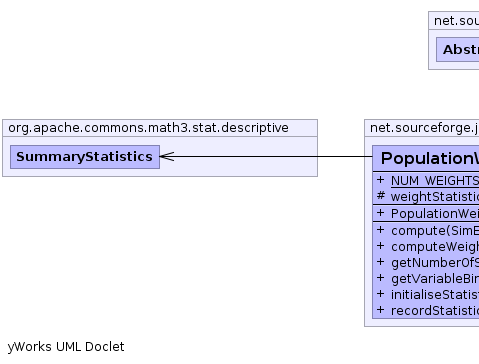 net.sou
Abstr
org.apache.commons.math3.stat.descriptive
SummaryStatistics
net.sourceforge.j
PopulationW
+ NUM_WEIGHTS
# weightStatistic
+ PopulationWei
+ compute(SimE
+ computeWeigh
+ getNumberOfS
+ getVariableBin
+ initialiseStatist
+ recordStatistic
yWorks UML Doclet